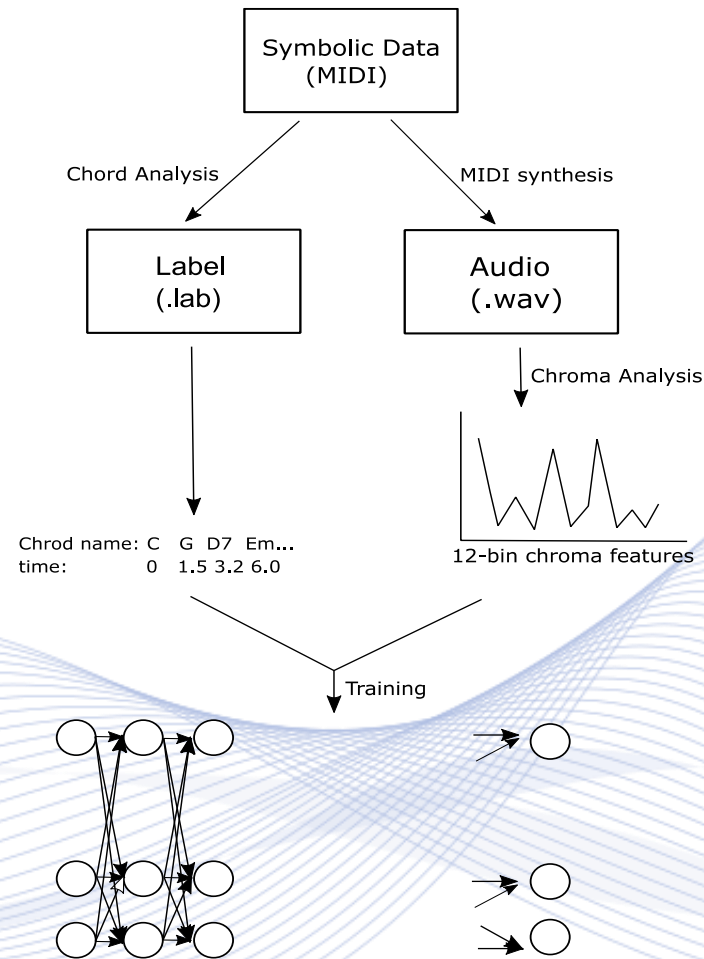 Symbolic Data
(MIDI)
Chord Analysis
MIDI synthesis
Label
(.lab)
Audio
(.wav)
Chroma Analysis
Chrod name: C G D7 Em...
time: 0 1.5 3.2 6.0
12-bin chroma features
Training